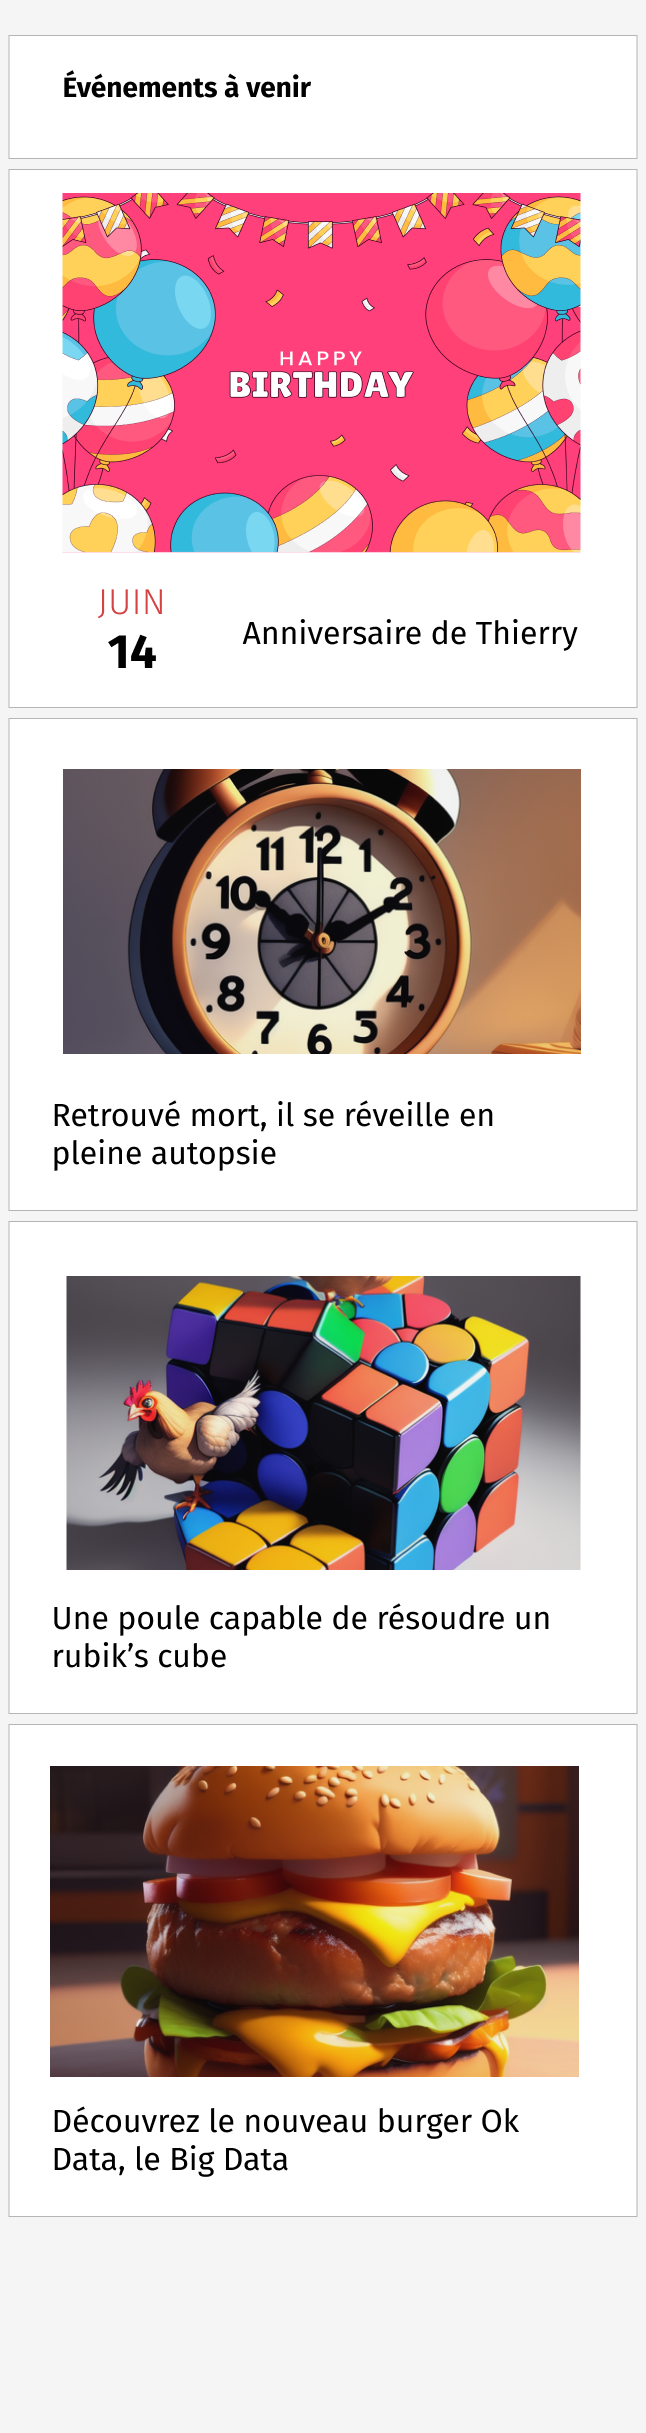 Événements à venir
HAPPY
BIRTHDAY
JUIN
14
Anniversaire de Thierry
11 12 1
10 2
9 3
8 4
7 6 5
Retrouvé mort, il se réveille en
pleine autopsie
Une poule capable de résoudre un
rubik’s cube
Découvrez le nouveau burger Ok
Data, le Big Data